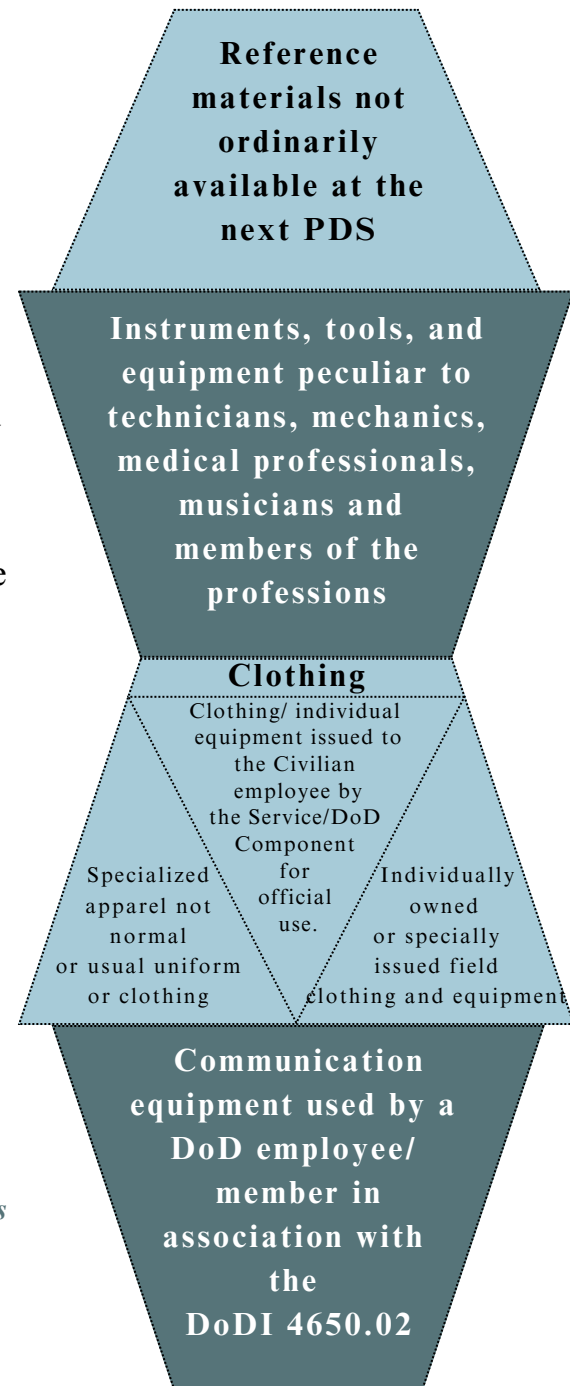 Reference
materials not
ordinarily
available at the
next PDS
Instruments, tools, and
equipment peculiar to
technicians, mechanics,
medical professionals,
musicians and
members of the
professions
Clothing
Clothing/ individual
equipment issued to
the Civilian
employee by
the Service/DoD
Component
for
official
use.
Specialized
apparel not
normal
or usual uniform
or clothing
Individually
owned
or specially
issued field
clothing and equipment
Communication
equipment used by a
DoD employee/
member in
association with
the
DoDI 4650.02